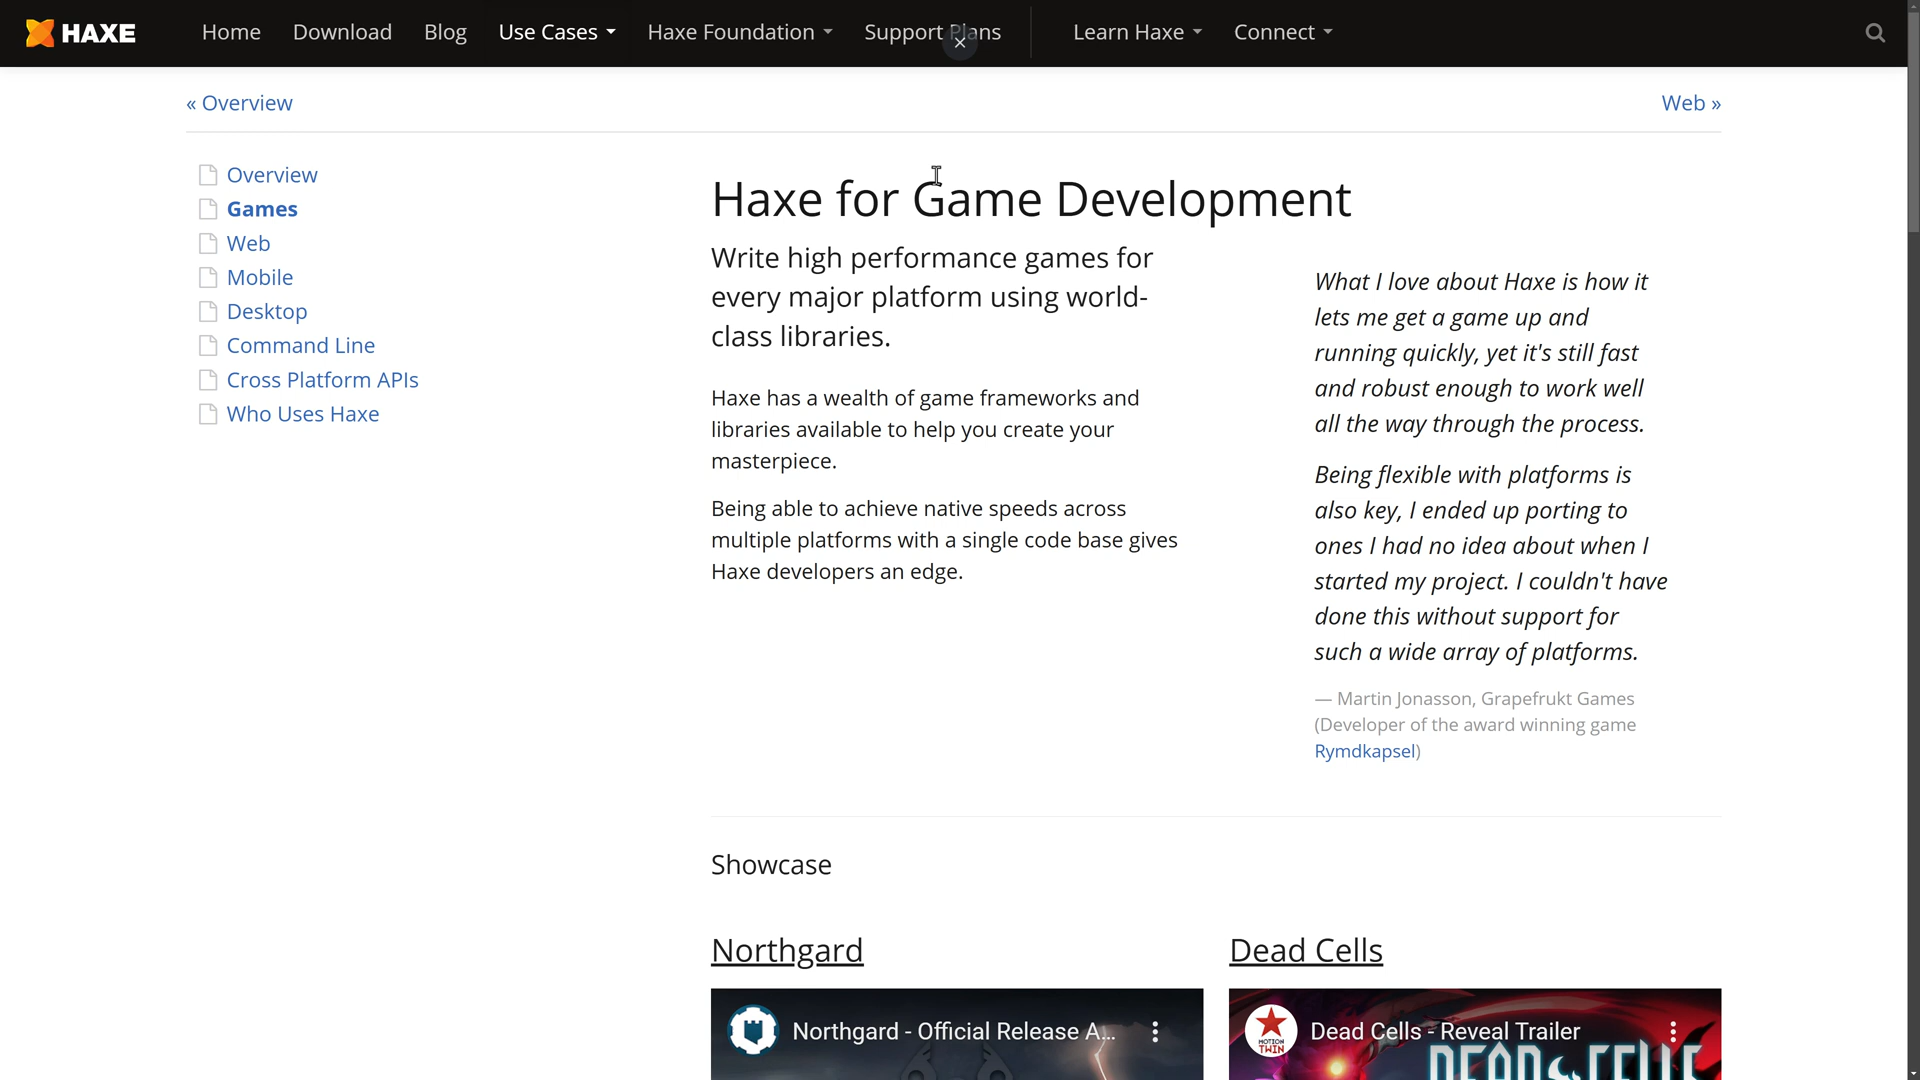 HAXE Home Download Blog Use Cases Haxe Foundation Support Plans Learn Haxe Connect
« Overview
Web »
Overview
Games
Web
Mobile
Desktop
Command Line
Cross Platform APIs
Who Uses Haxe
Haxe for Game Development
Write high performance games for
every major platform using world-
class libraries.
Haxe has a wealth of game frameworks and
libraries available to help you create your
masterpiece.
Being able to achieve native speeds across
multiple platforms with a single code base gives
Haxe developers an edge.
What I love about Haxe is how it
lets me get a game up and
running quickly, yet it's still fast
and robust enough to work well
all the way through the process.
Being flexible with platforms is
also key, I ended up porting to
ones I had no idea about when I
started my project. I couldn't have
done this without support for
such a wide array of platforms.
— Martin Jonasson, Grapefrukt Games
(Developer of the award winning game
Rymdkapsel)
Showcase
Northgard
Northgard - Official Release A...
Dead Cells
MOTION
TWIN
Dead Cells - Reveal Trailer
DEAD CELLS